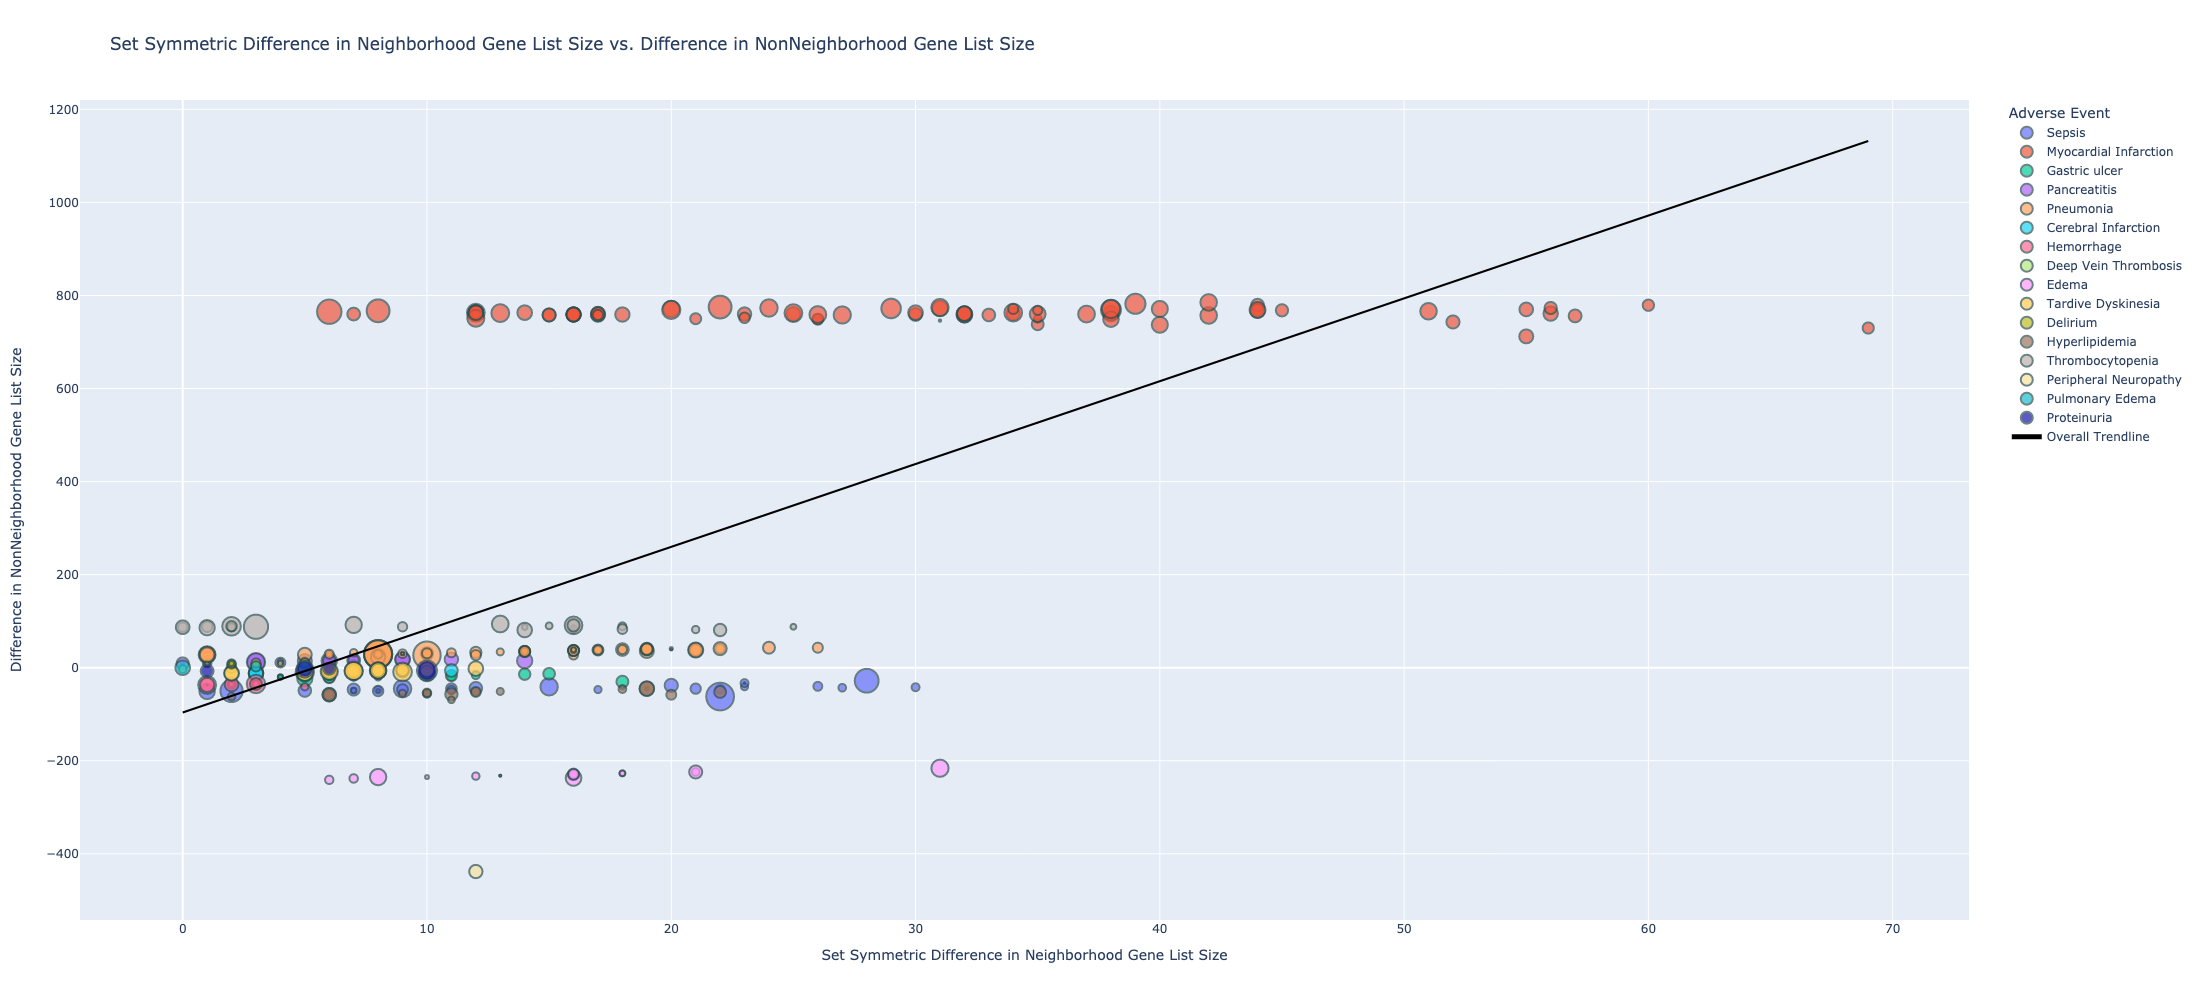 Set Symmetric Difference in Neighborhood Gene List Size vs. Difference in NonNeighborhood Gene List Size
Difference in NonNeighborhood Gene List Size
1200
1000
800
600
400
200
0
−200
−400
0
10
20
30
40
50
60
70
Set Symmetric Difference in Neighborhood Gene List Size
Adverse Event
Sepsis
Myocardial Infarction
Gastric ulcer
Pancreatitis
Pneumonia
Cerebral Infarction
Hemorrhage
Deep Vein Thrombosis
Edema
Tardive Dyskinesia
Delirium
Hyperlipidemia
Thrombocytopenia
Peripheral Neuropathy
Pulmonary Edema
Proteinuria
Overall Trendline